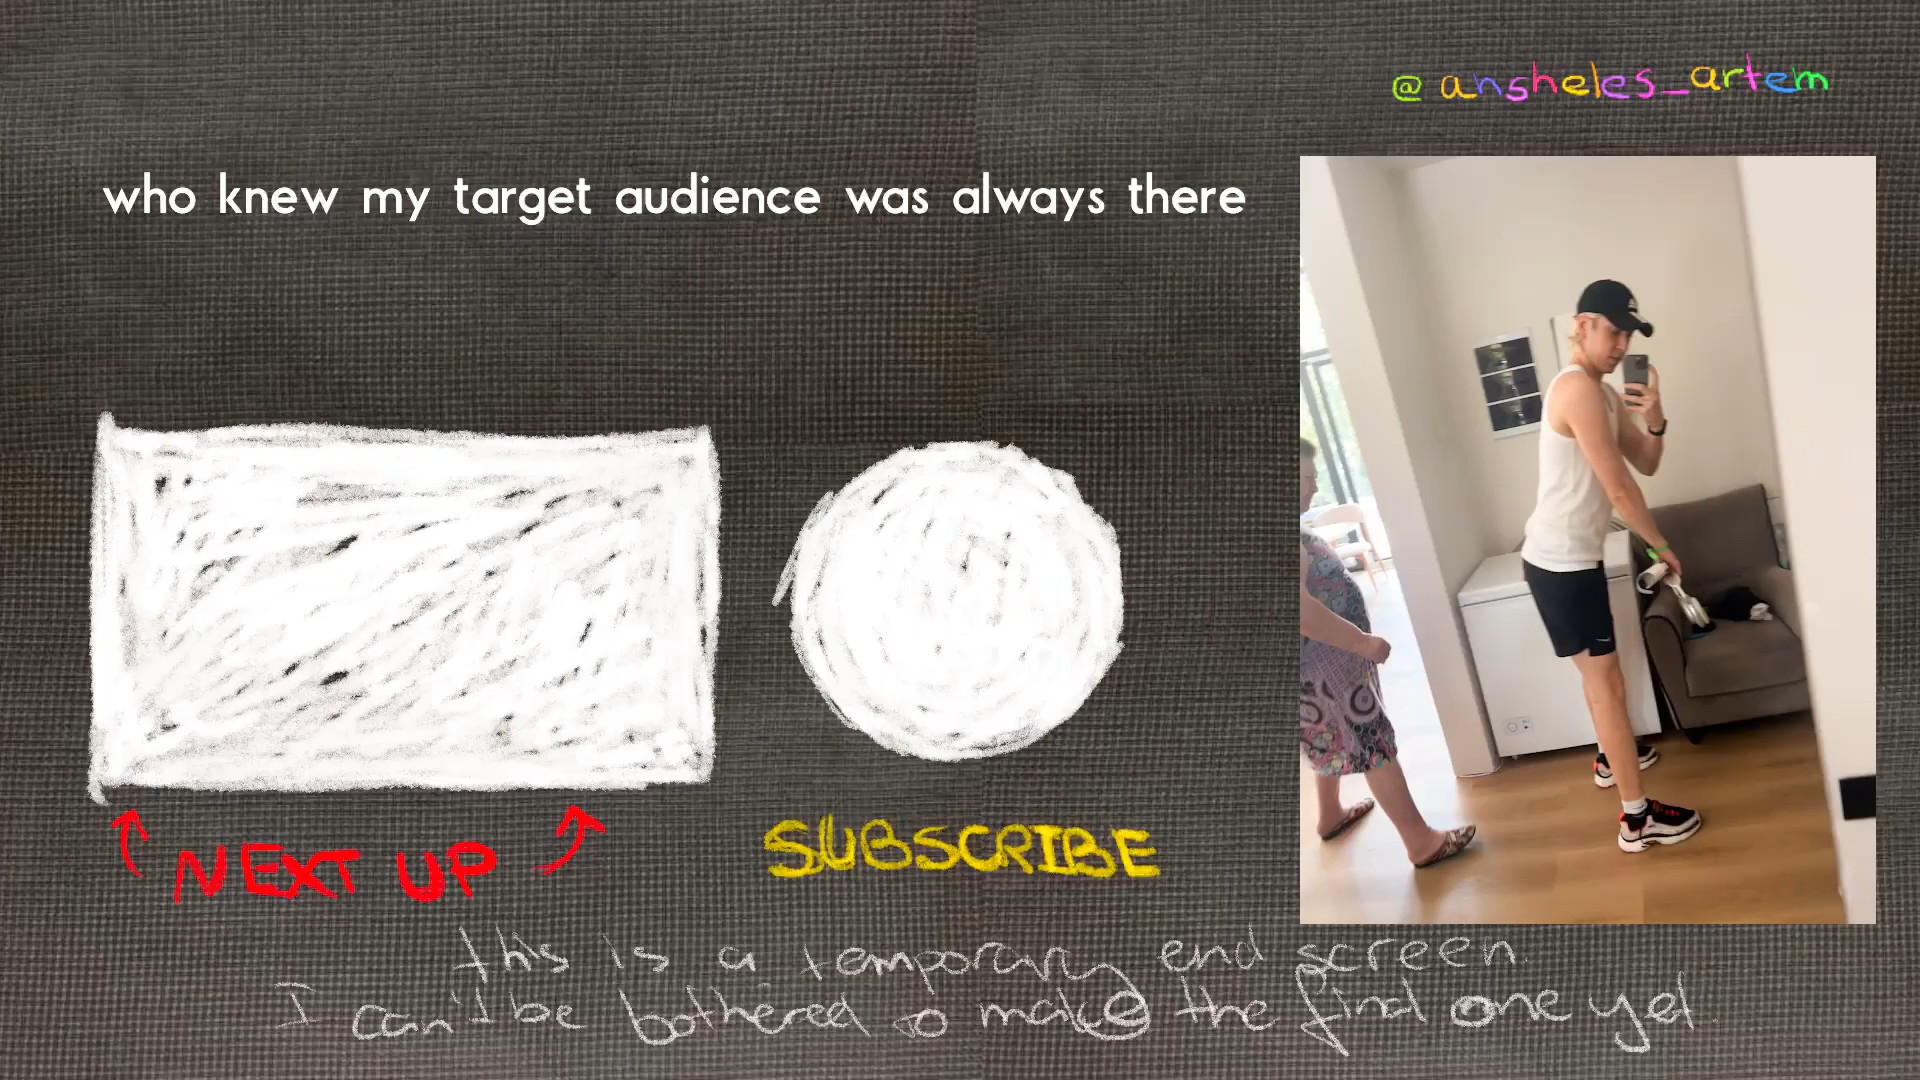 @ansheles_artem
who knew my target audience was always there
NEXT UP
SUBSCRIBE
this is a temporary end screen.
I can't be bothered to make the final one yet.